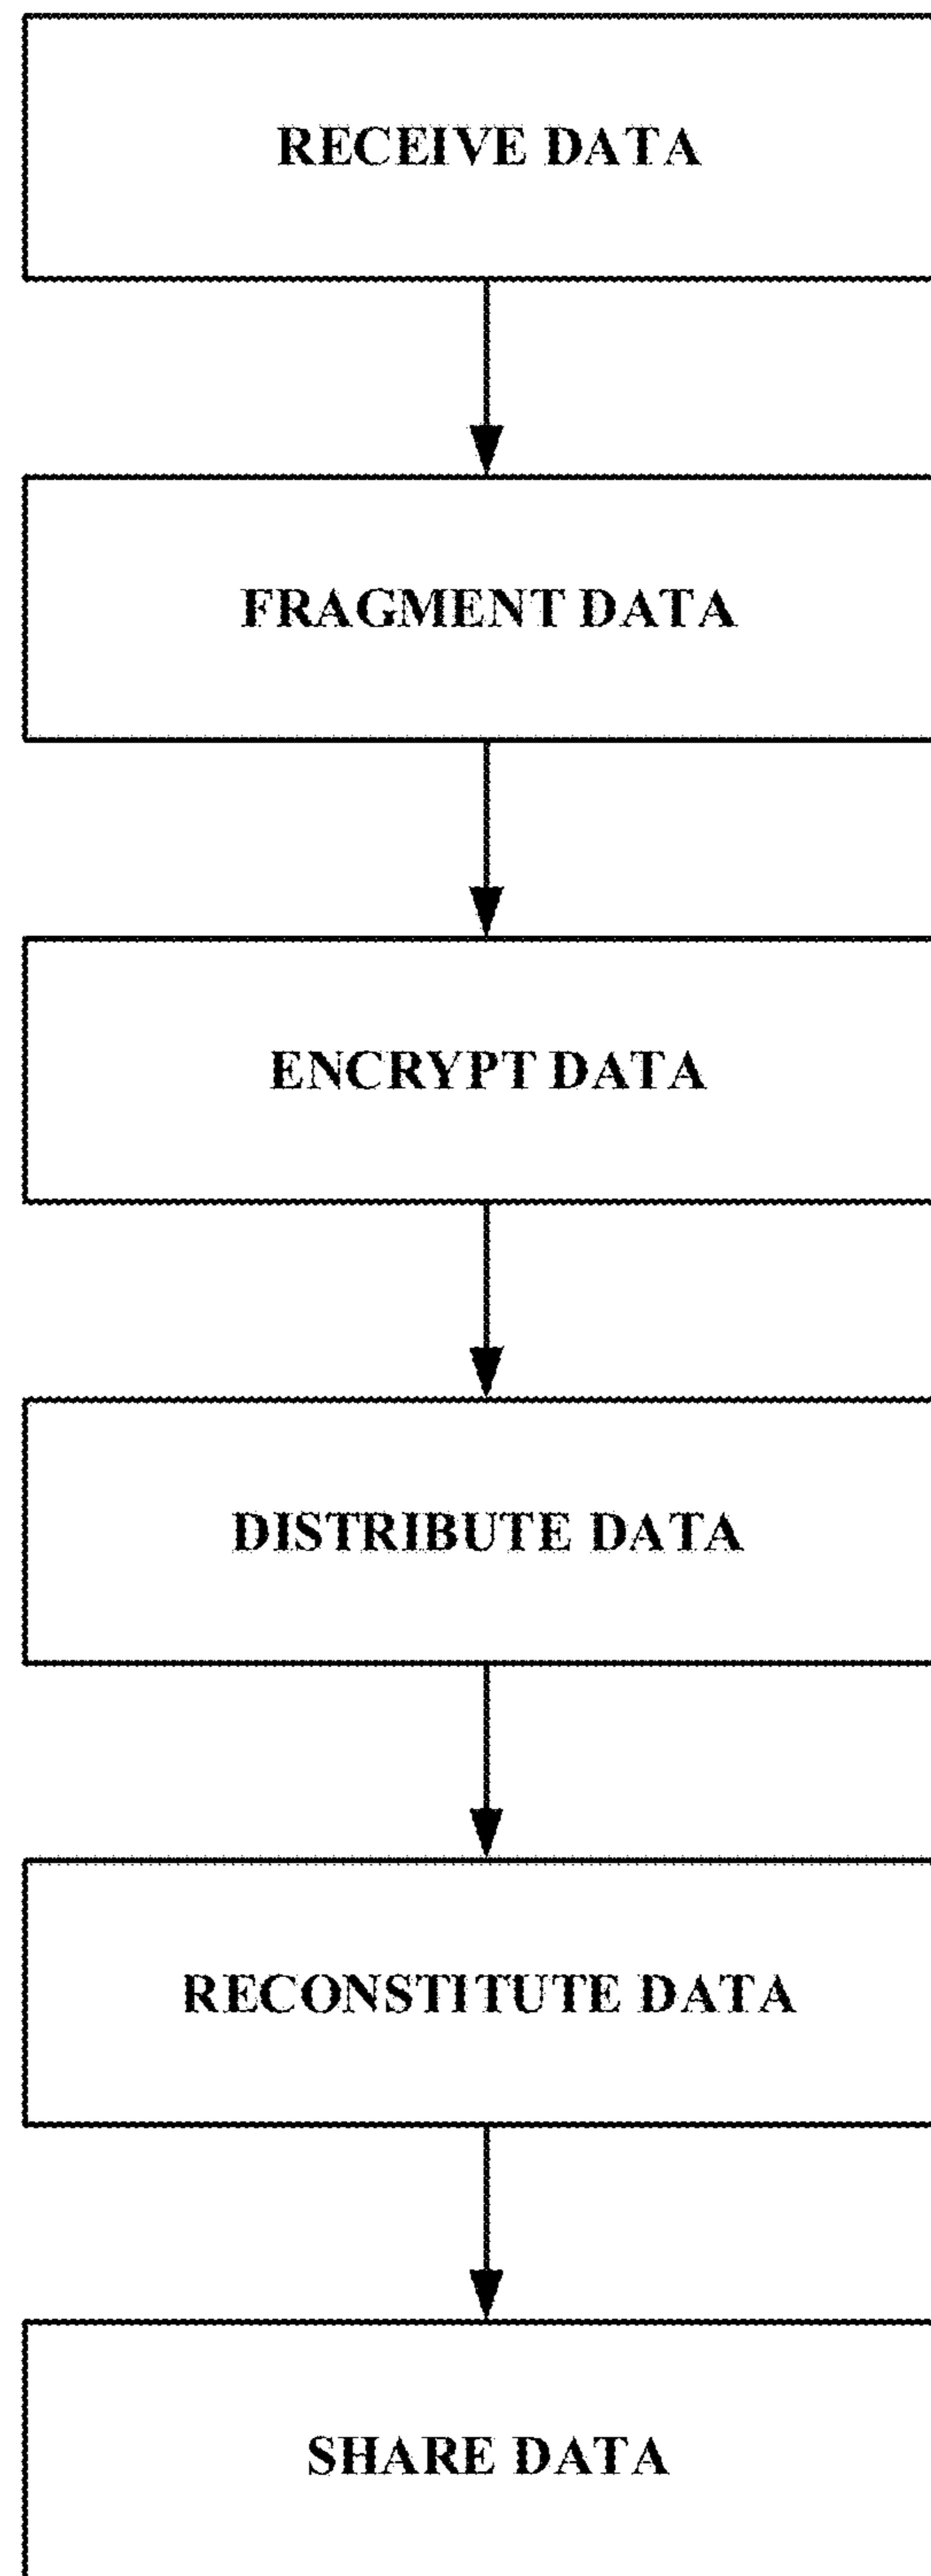 RECEIVE DATA
FRAGMENT DATA
ENCRYPT DATA
DISTRIBUTE DATA
RECONSTITUTE DATA
SHARE DATA